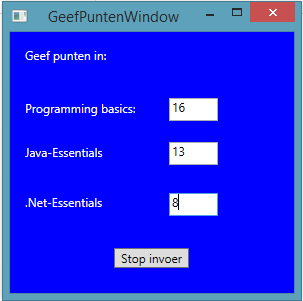 GeefPuntenWindow
Geef punten in:
Programming basics: 16
Java-Essentials 13
.Net-Essentials 8
Stop invoer